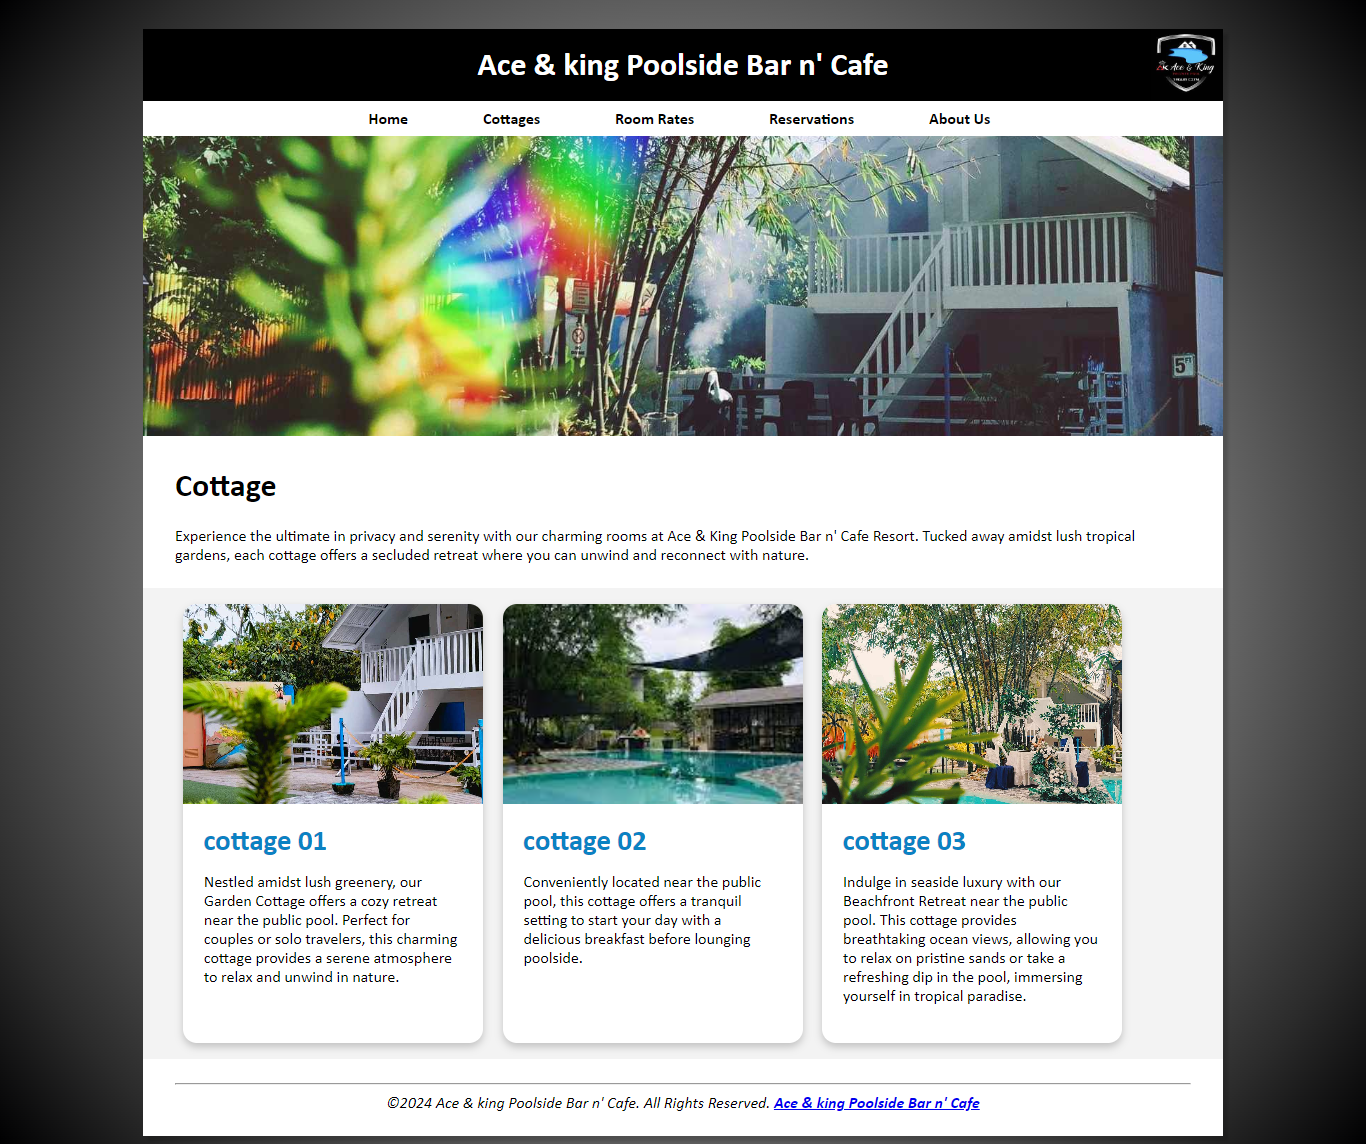 Ace & king Poolside Bar n' Cafe
Ace & King
Home Cottages Room Rates Reservations About Us
5
Cottage
Experience the ultimate in privacy and serenity with our charming rooms at Ace & King Poolside Bar n' Cafe Resort. Tucked away amidst lush tropical
gardens, each cottage offers a secluded retreat where you can unwind and reconnect with nature.
cottage 01
Nestled amidst lush greenery, our
Garden Cottage offers a cozy retreat
near the public pool. Perfect for
couples or solo travelers, this charming
cottage provides a serene atmosphere
to relax and unwind in nature.
cottage 02
Conveniently located near the public
pool, this cottage offers a tranquil
setting to start your day with a
delicious breakfast before lounging
poolside.
cottage 03
Indulge in seaside luxury with our
Beachfront Retreat near the public
pool. This cottage provides
breathtaking ocean views, allowing you
to relax on pristine sands or take a
refreshing dip in the pool, immersing
yourself in tropical paradise.
©2024 Ace & king Poolside Bar n' Cafe. All Rights Reserved. Ace & king Poolside Bar n' Cafe